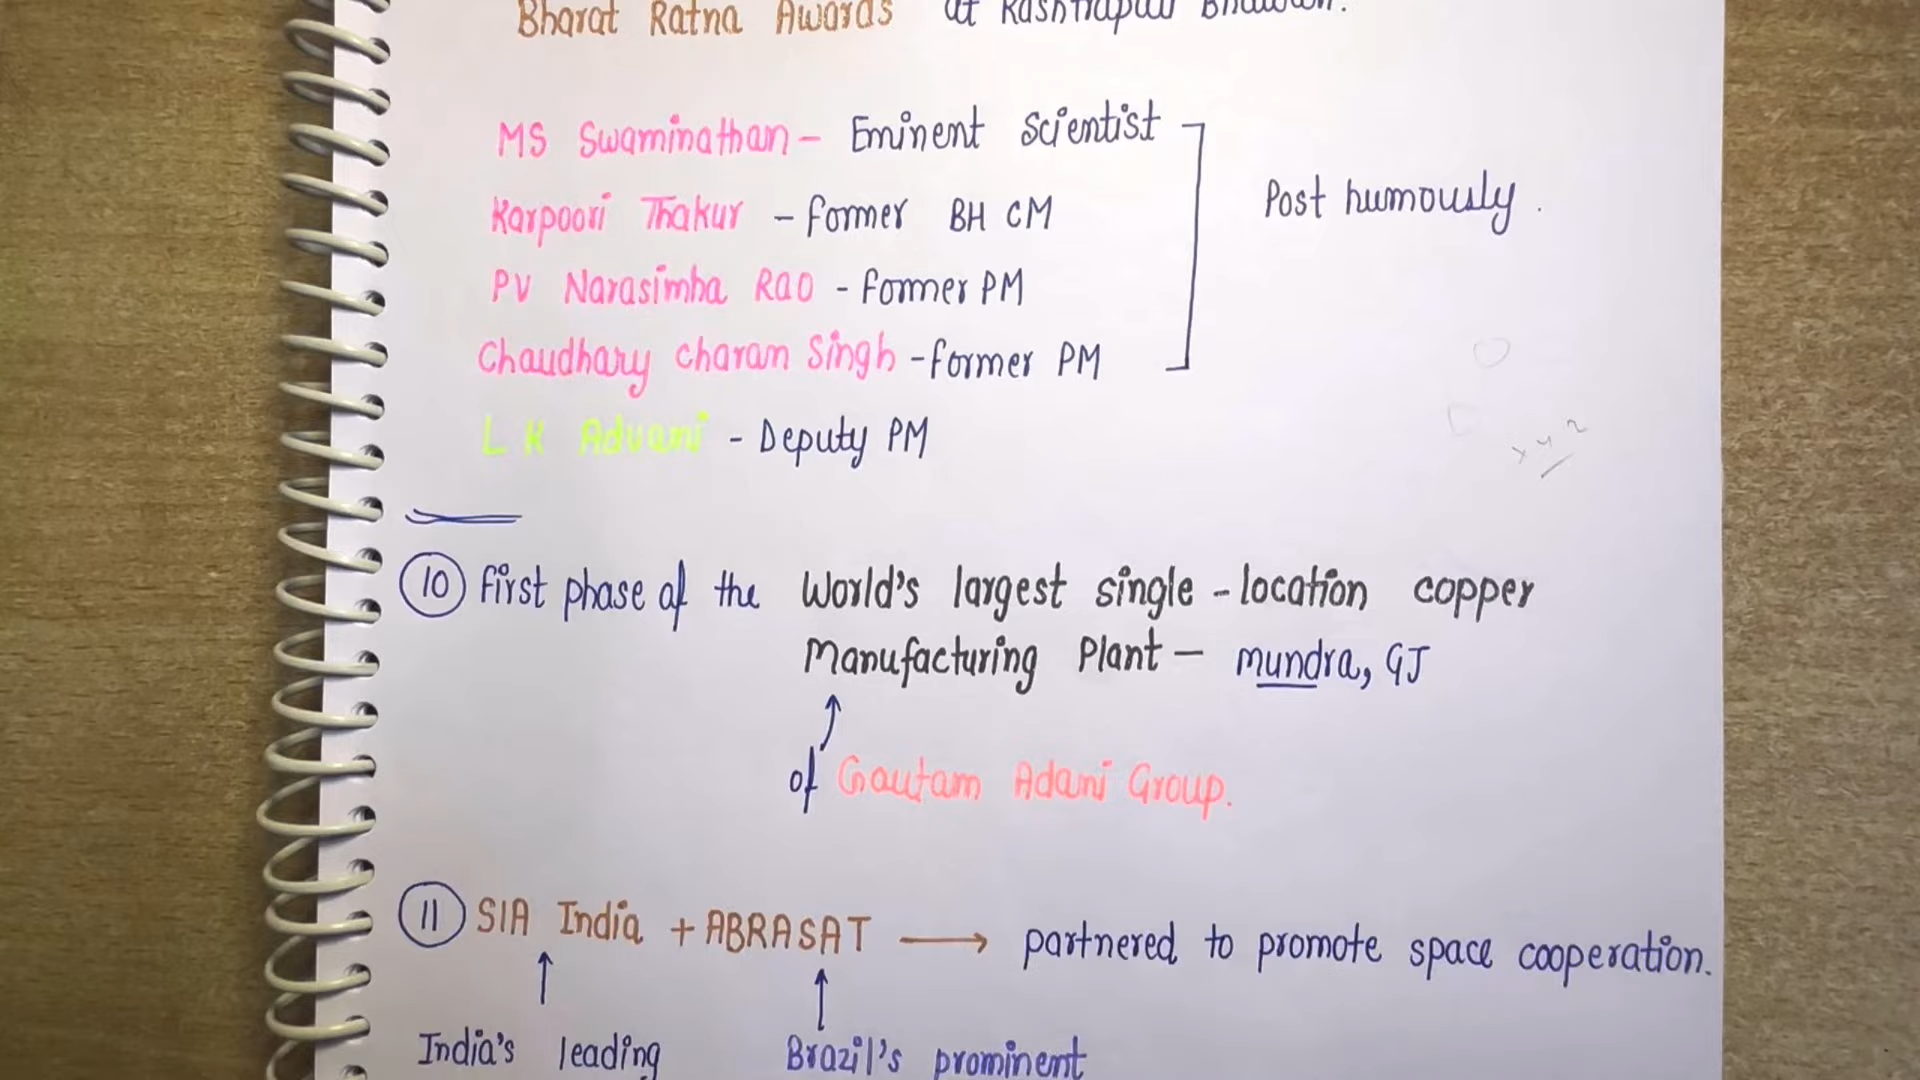 Bharat Ratna Awards at Rashtrapati Bhawan.
MS Swaminathan - Eminent Scientist
Post humously.
Karpoori Thakur - Former BH CM
PV Narasimha Rao - Former PM
Chaudhary Charan Singh - Former PM
L K Advani - Deputy PM
10 First phase of the World's largest single-location copper
Manufacturing Plant - mundra, GJ
of Gautam Adani Group.
11 SIA India + ABRASAT → partnered to promote space cooperation.
India's leading Brazil's prominent